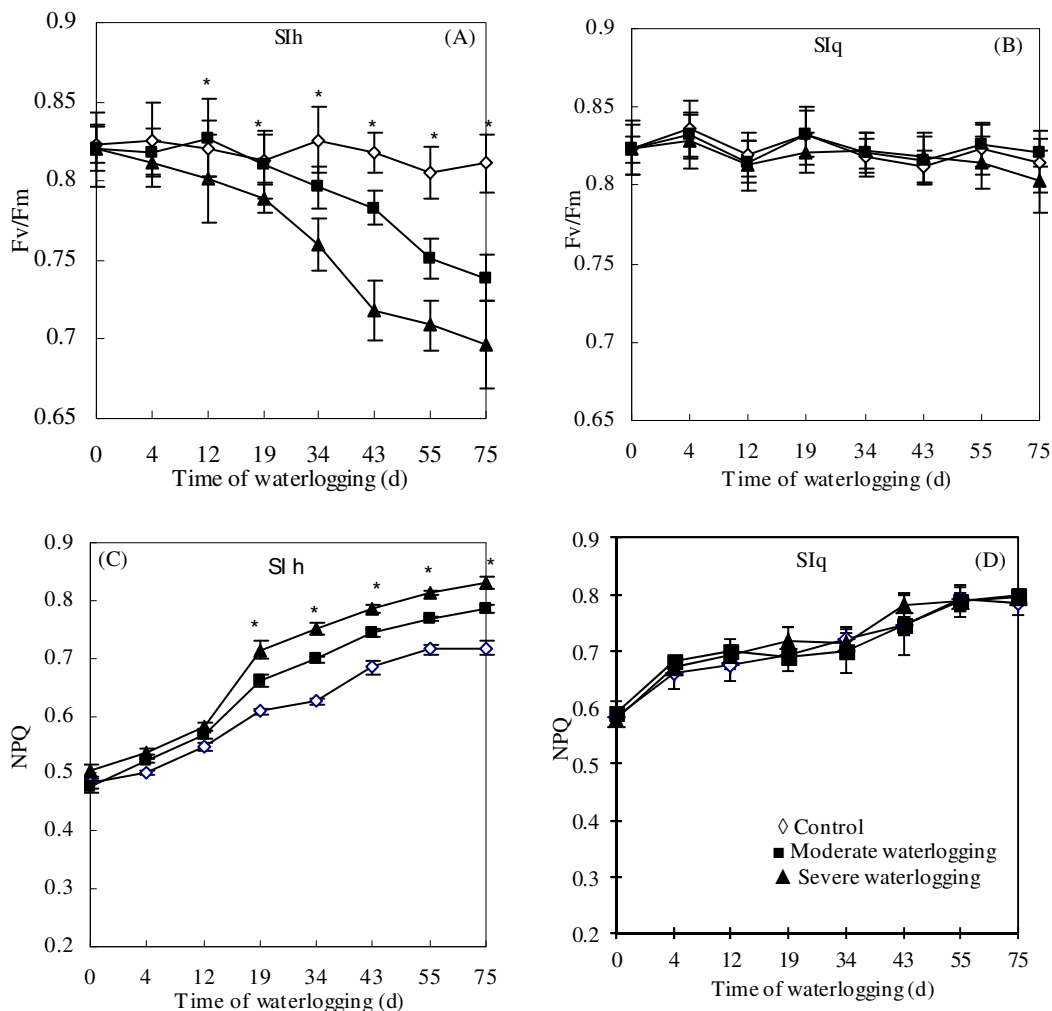 SIh (A)
0.9
0.85
0.8
0.75
0.7
0.65
Fv/Fm
* * * * * * *
0 4 12 19 34 43 55 75
Time of waterlogging (d)
SIq (B)
0.9
0.85
0.8
0.75
0.7
0.65
Fv/Fm
0 4 12 19 34 43 55 75
Time of waterlogging (d)
(C) SI h
0.9
0.8
0.7
0.6
0.5
0.4
0.3
0.2
NPQ
* * * * *
0 4 12 19 34 43 55 75
Time of waterlogging (d)
SIq (D)
0.9
0.8
0.7
0.6
0.5
0.4
0.3
0.2
NPQ
Control
Moderate waterlogging
Severe waterlogging
0 4 12 19 34 43 55 75
Time of waterlogging (d)